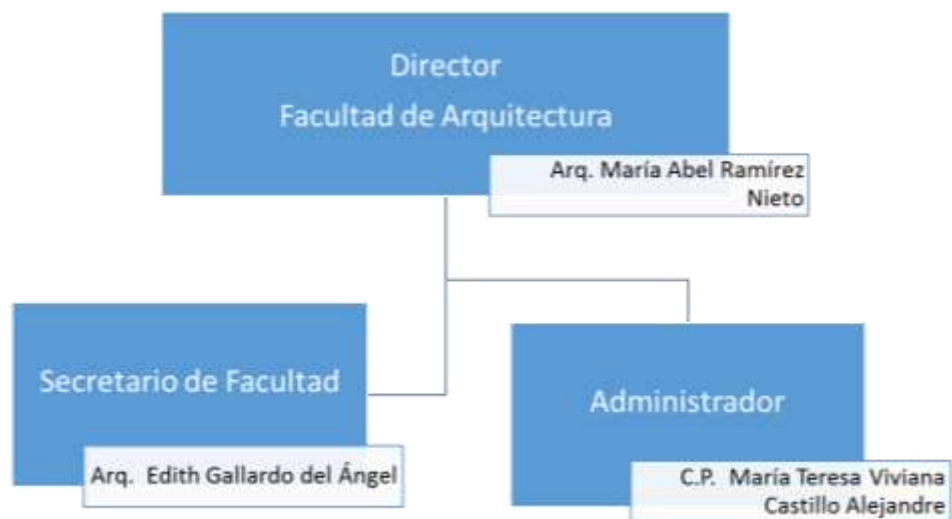 Director
Facultad de Arquitectura
Arq. María Abel Ramírez
Nieto
Secretario de Facultad
Arq. Edith Gallardo del Ángel
Administrador
C.P. María Teresa Viviana
Castillo Alejandre